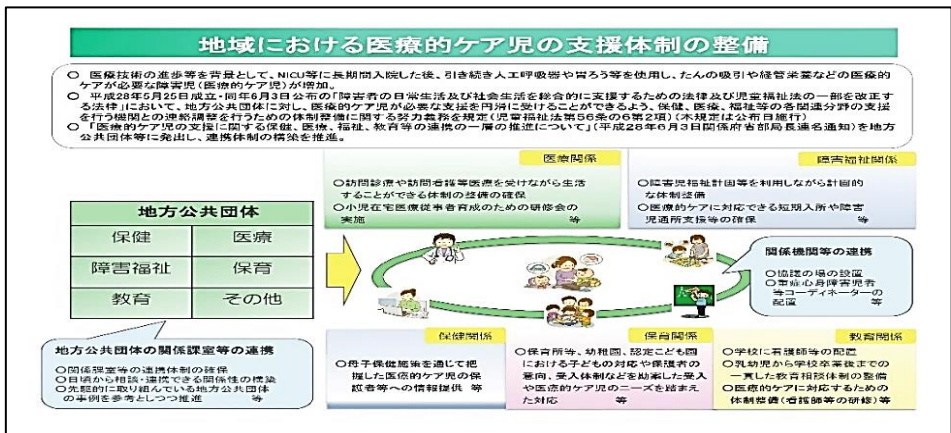 地域における医療的ケア児の支援体制の整備
○ 医療技術の進歩等を背景として、NICU等に長期間入院した後、引き続き人工呼吸器や胃ろう等を使用し、たんの吸引や経管栄養などの医療的
ケアが必要な障害児(医療的ケア児)が増加。
○ 平成28年5月25日成立・同年6月3日公布の「障害者の日常生活及び社会生活を総合的に支援するための法律及び児童福祉法の一部を改正す
る法律」において、地方公共団体に対し、医療的ケア児が必要な支援を円滑に受けることができるよう、保健、医療、福祉等の各関連分野の支援
を行う機関との連絡調整を行うための体制整備に関する努力義務を規定(児童福祉法第56条の6第2項)(本規定は公布日施行)
○ 「医療的ケア児の支援に関する保健、医療、福祉、教育等の連携の一層の推進について」(平成28年6月3日関係府省部局長連名通知)を地方
公共団体等に発出し、連携体制の構築を推進。
医療関係
○訪問診療や訪問看護等医療を受けながら生活
することができる体制の整備の確保
○小児在宅医療従事者育成のための研修会の
実施 等
障害福祉関係
○障害児福祉計画等を利用しながら計画的
な体制整備
○医療的ケアに対応できる短期入所や障害
児通所支援等の確保 等
地方公共団体
保健 医療
障害福祉 保育
教育 その他
関係機関等の連携
○協議の場の設置
○重症心身障害児者
等コーディネーターの
配置 等
地方公共団体の関係課室等の連携
○関係課室等の連携体制の確保
○日頃から相談・連携できる関係性の構築
○先駆的に取り組んでいる地方公共団体
の事例を参考としつつ推進 等
保健関係
○母子保健施策を通じて把
握した医療的ケア児の保
護者等への情報提供 等
保育関係
○保育所等、幼稚園、認定こども園
における子どもの対応や保護者の
意向、受入体制などを勘案した受入
や医療的ケア児のニーズを踏まえ
た対応 等
教育関係
○学校に看護師等の配置
○乳幼児から学校卒業後までの
一貫した教育相談体制の整備
○医療的ケアに対応するための
体制整備(看護師等の研修) 等